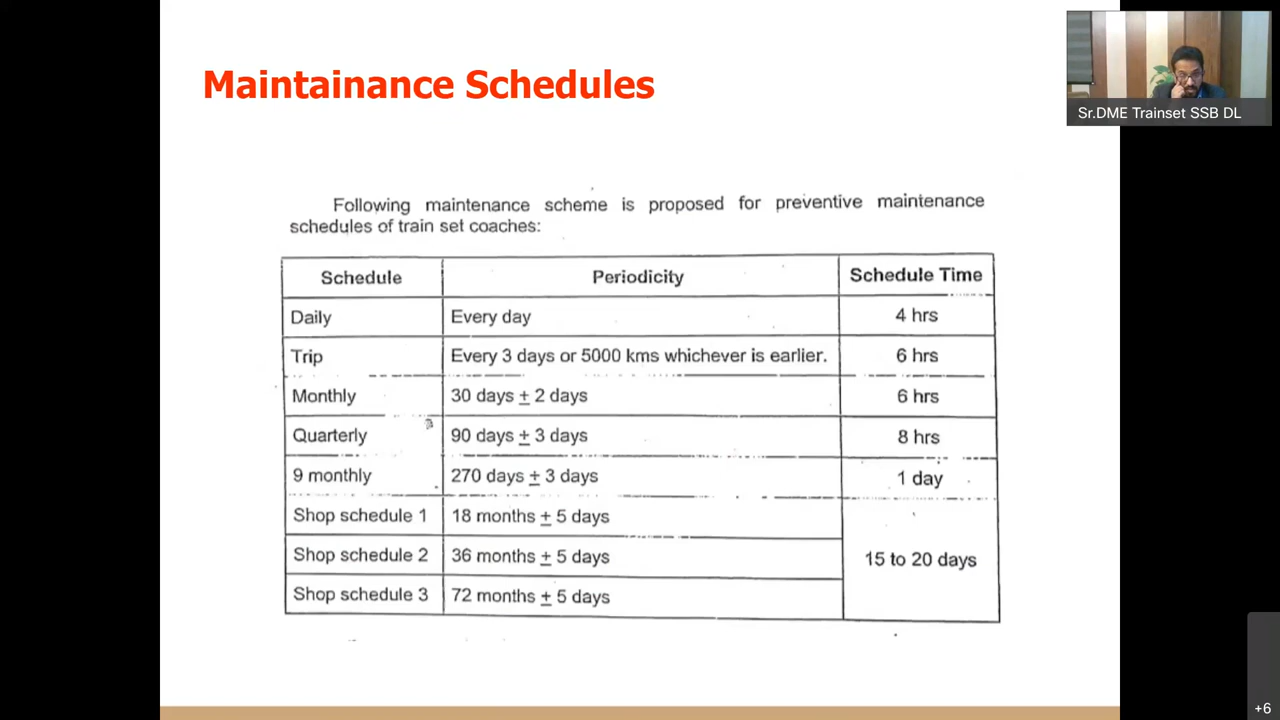 Maintainance Schedules
Sr.DME Trainset SSB DL
Following maintenance scheme is proposed for preventive maintenance
schedules of train set coaches:
Schedule Periodicity Schedule Time
Daily Every day 4 hrs
Trip Every 3 days or 5000 kms whichever is earlier. 6 hrs
Monthly 30 days ± 2 days 6 hrs
Quarterly 90 days ± 3 days 8 hrs
9 monthly 270 days ± 3 days 1 day
Shop schedule 1 18 months ± 5 days
Shop schedule 2 36 months ± 5 days 15 to 20 days
Shop schedule 3 72 months ± 5 days
+6